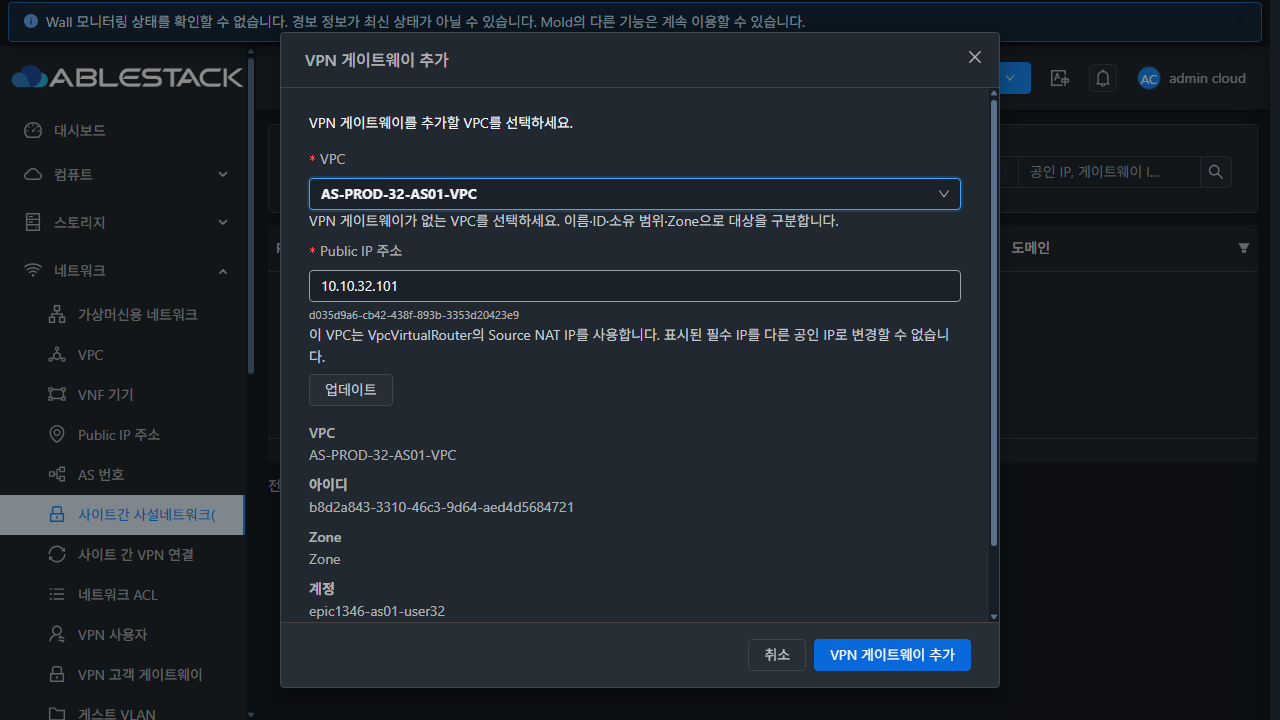 Wall 모니터링 상태를 확인할 수 없습니다. 경보 정보가 최신 상태가 아닐 수 있습니다. Mold의 다른 기능은 계속 이용할 수 있습니다.
VPN 게이트웨이 추가
ABLESTACK
AC admin cloud
대시보드
컴퓨트
스토리지
네트워크
가상머신용 네트워크
VPC
VNF 기기
Public IP 주소
AS 번호
사이트간 사설네트워크(
사이트 간 VPN 연결
네트워크 ACL
VPN 사용자
VPN 고객 게이트웨이
게스트 VLAN
공인 IP, 게이트웨이 I...
도메인
전
VPN 게이트웨이를 추가할 VPC를 선택하세요.
* VPC
AS-PROD-32-AS01-VPC
VPN 게이트웨이가 없는 VPC를 선택하세요. 이름·ID·소유 범위·Zone으로 대상을 구분합니다.
* Public IP 주소
10.10.32.101
d035d9a6-cb42-438f-893b-3353d20423e9
이 VPC는 VpcVirtualRouter의 Source NAT IP를 사용합니다. 표시된 필수 IP를 다른 공인 IP로 변경할 수 없습니
다.
업데이트
VPC
AS-PROD-32-AS01-VPC
아이디
b8d2a843-3310-46c3-9d64-aed4d5684721
Zone
Zone
계정
epic1346-as01-user32
취소
VPN 게이트웨이 추가